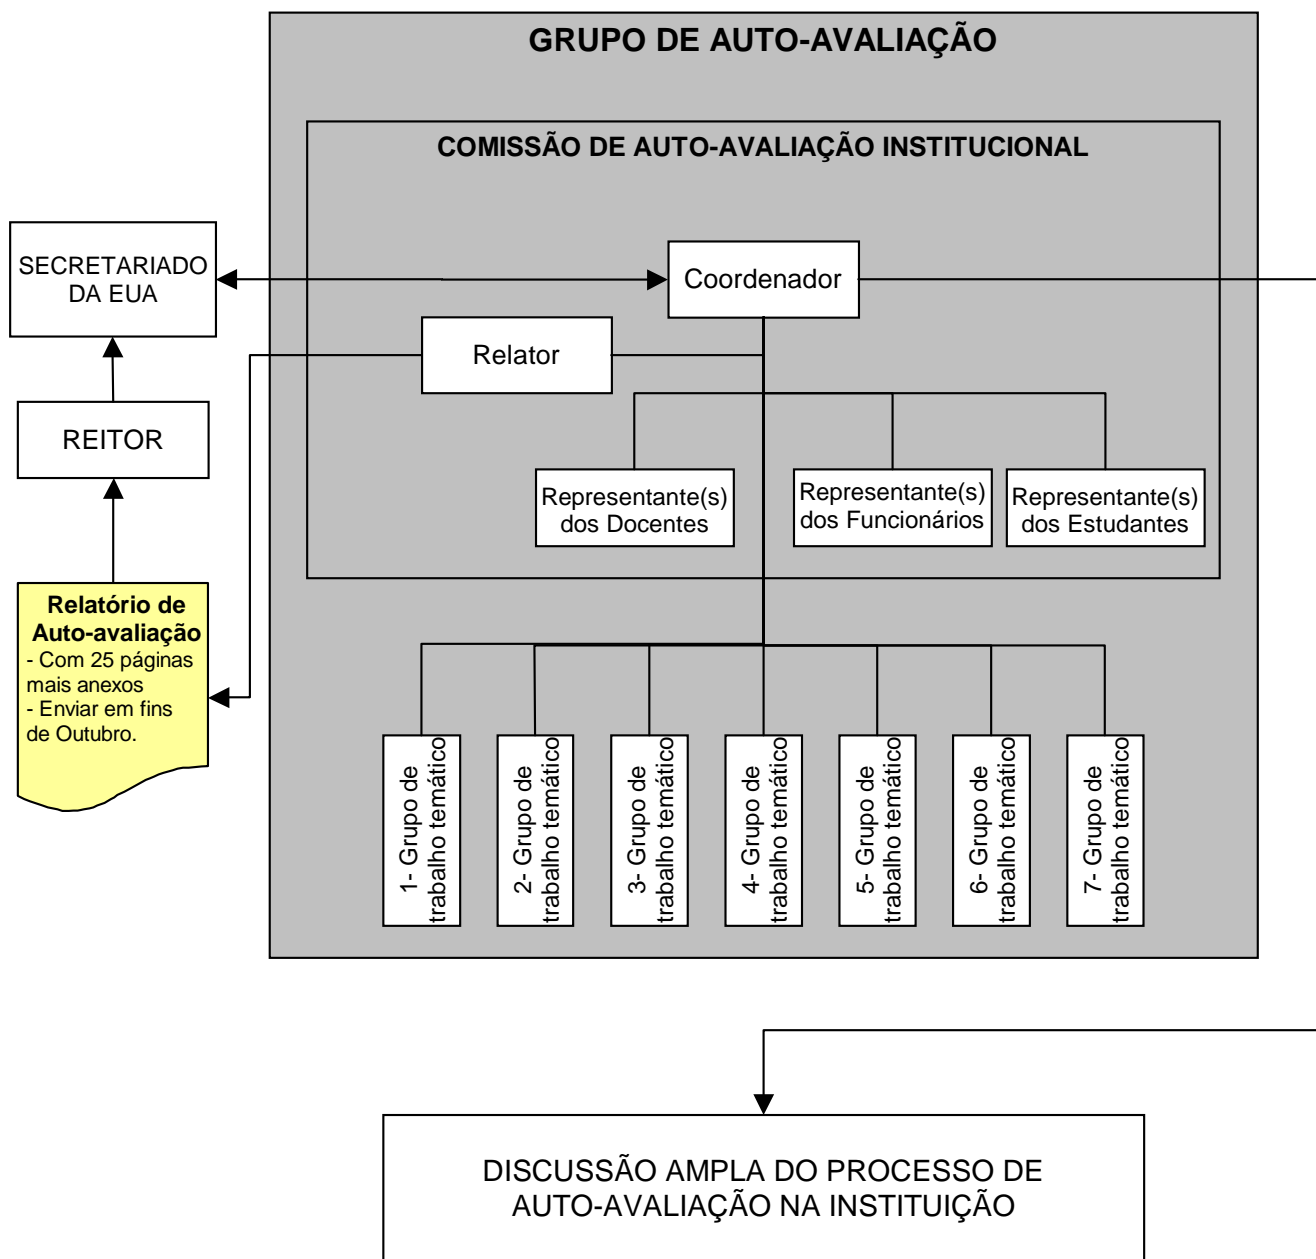 GRUPO DE AUTO-AVALIAÇÃO
COMISSÃO DE AUTO-AVALIAÇÃO INSTITUCIONAL
SECRETARIADO
DA EUA
Coordenador
Relator
REITOR
Representante(s)
dos Docentes
Representante(s)
dos Funcionários
Representante(s)
dos Estudantes
Relatório de
Auto-avaliação
- Com 25 páginas
mais anexos
- Enviar em fins
de Outubro.
1- Grupo de
trabalho temático
2- Grupo de
trabalho temático
3- Grupo de
trabalho temático
4- Grupo de
trabalho temático
5- Grupo de
trabalho temático
6- Grupo de
trabalho temático
7- Grupo de
trabalho temático
DISCUSSÃO AMPLA DO PROCESSO DE
AUTO-AVALIAÇÃO NA INSTITUIÇÃO